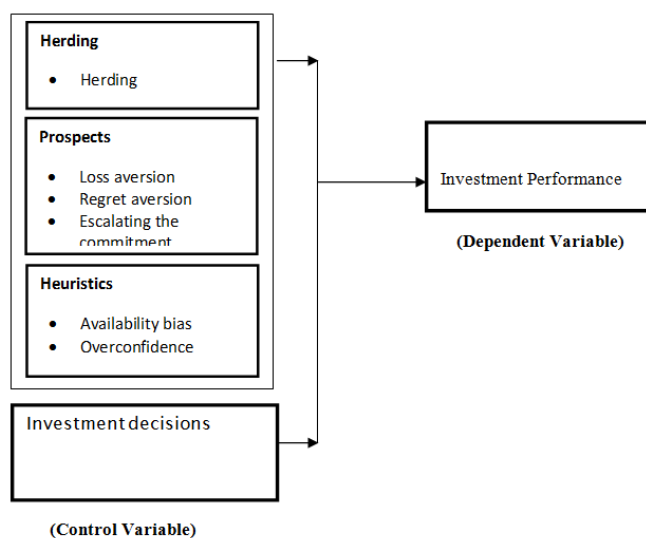 Herding
• Herding
Prospects
• Loss aversion
• Regret aversion
• Escalating the
commitment
Heuristics
• Availability bias
• Overconfidence
Investment decisions
(Control Variable)
Investment Performance
(Dependent Variable)